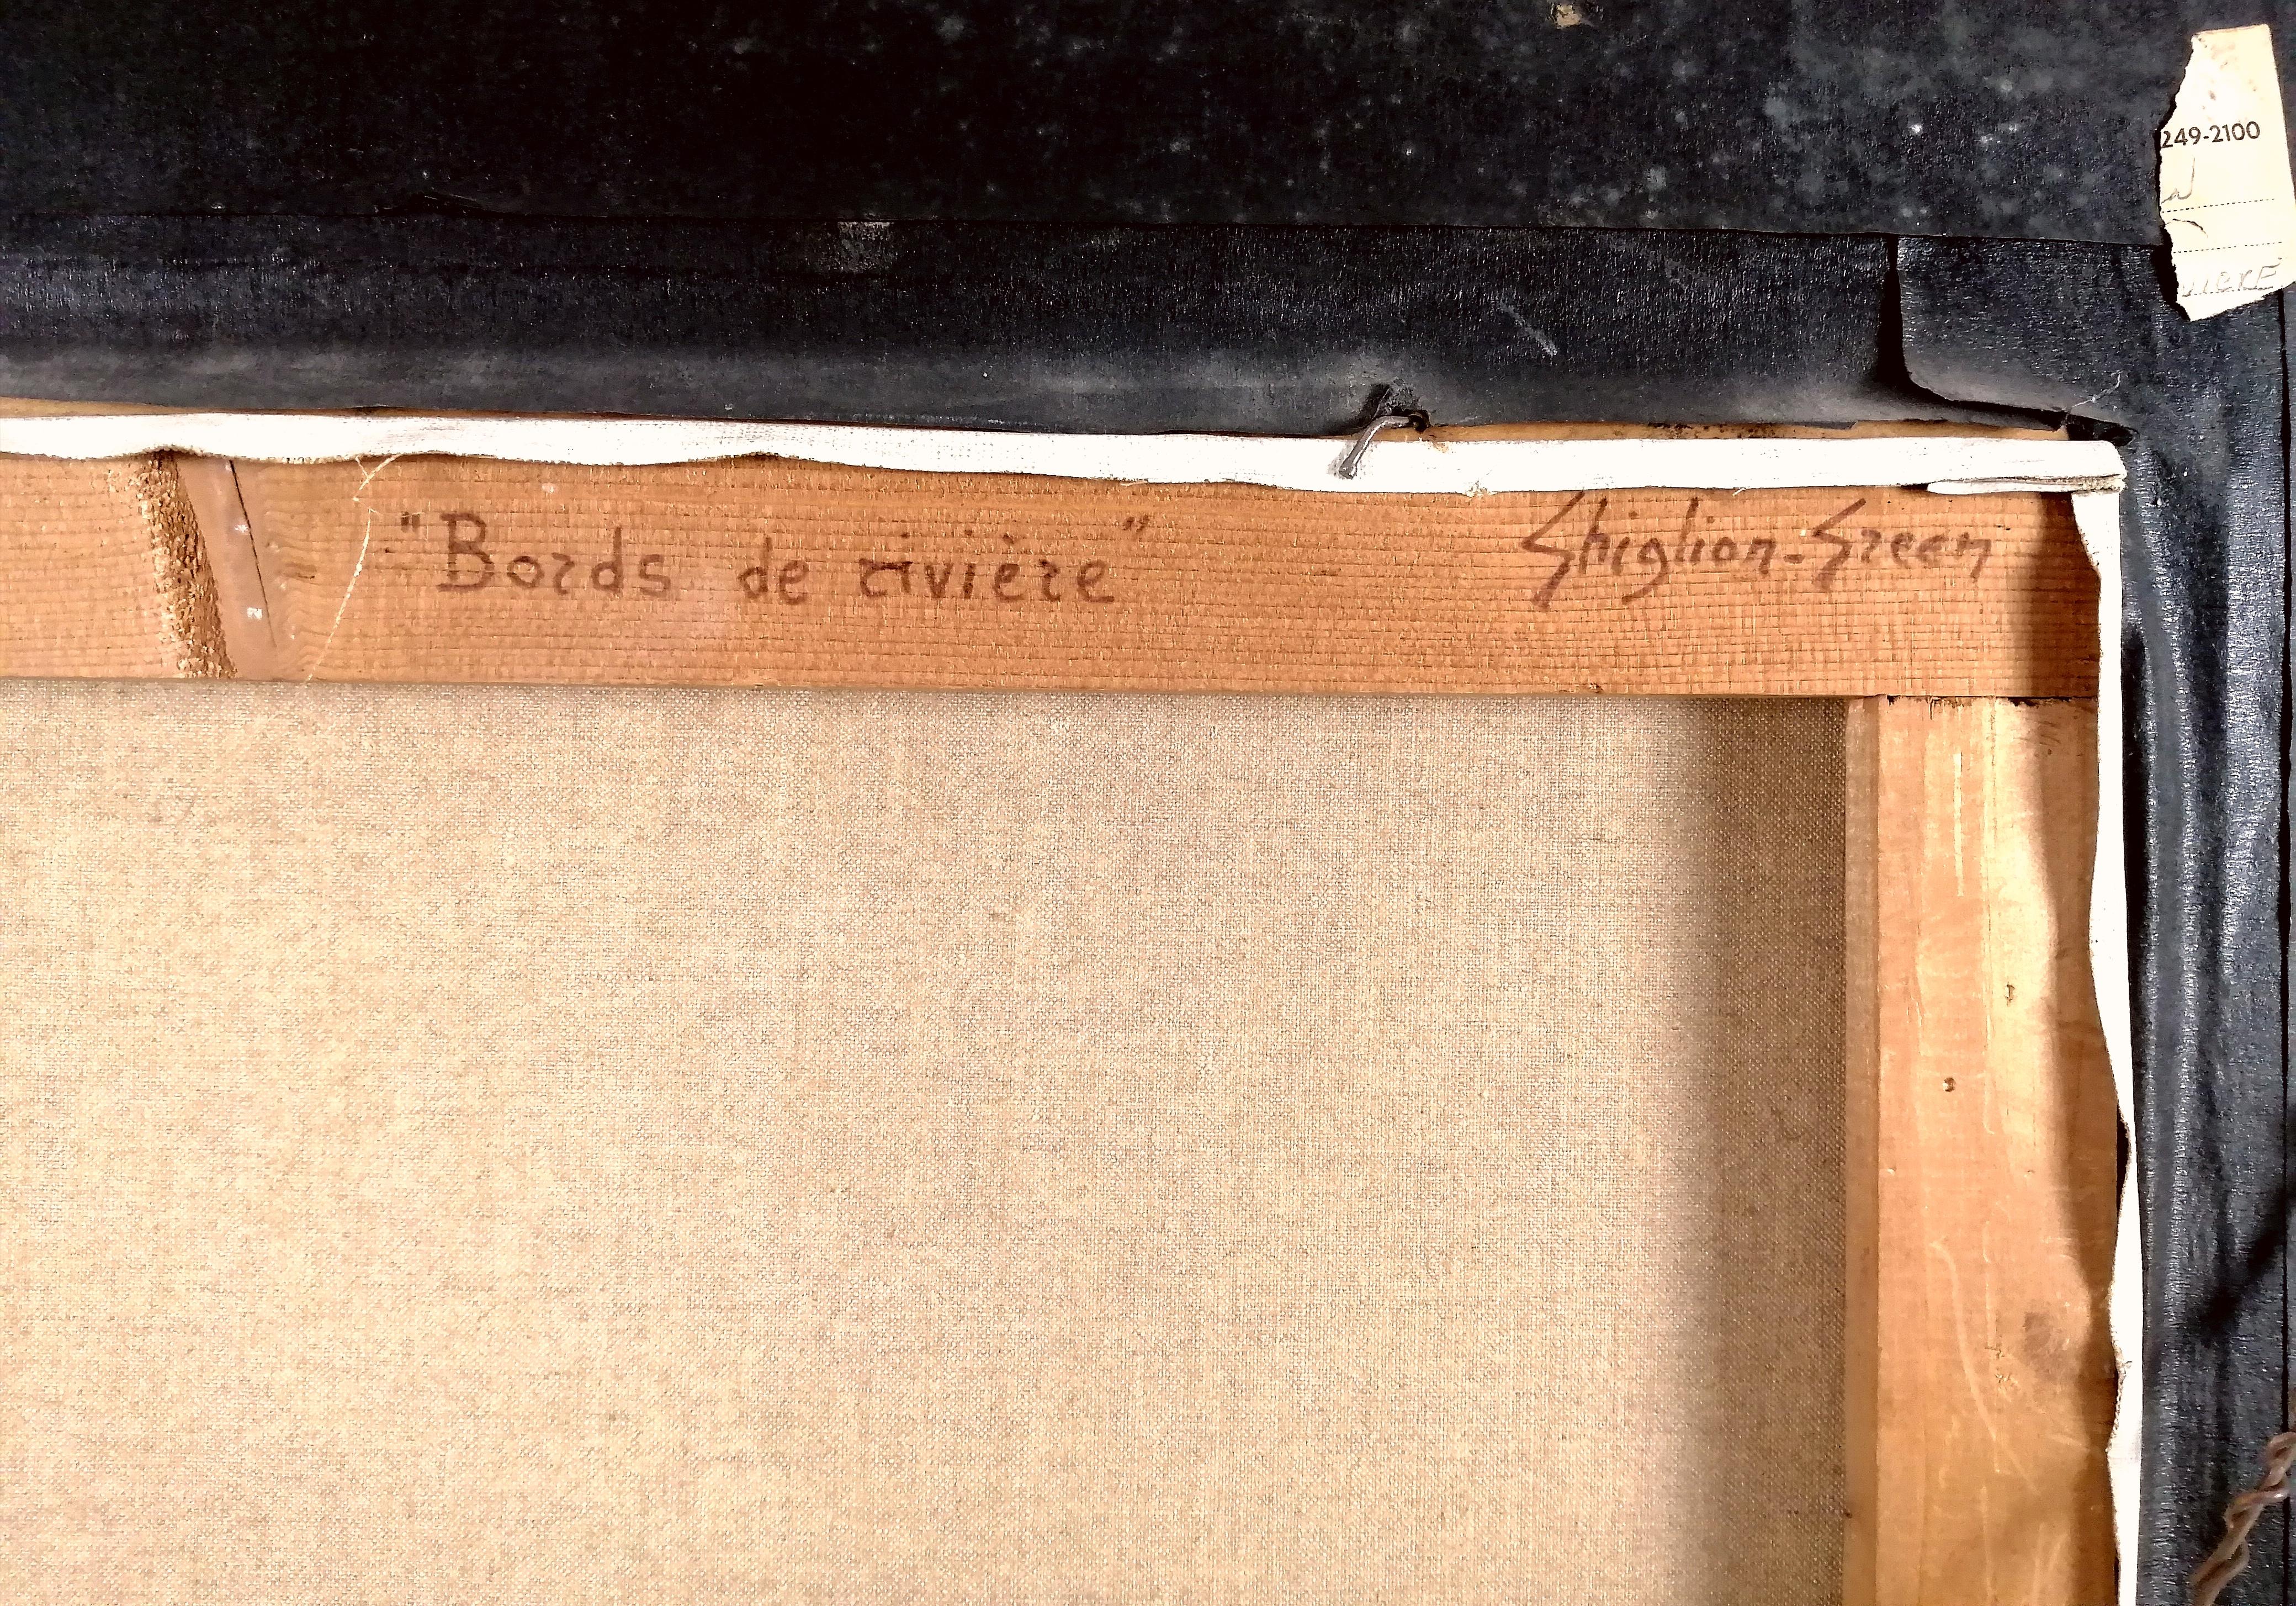 249-2100
"Bords de rivière" Ghiglion-Green